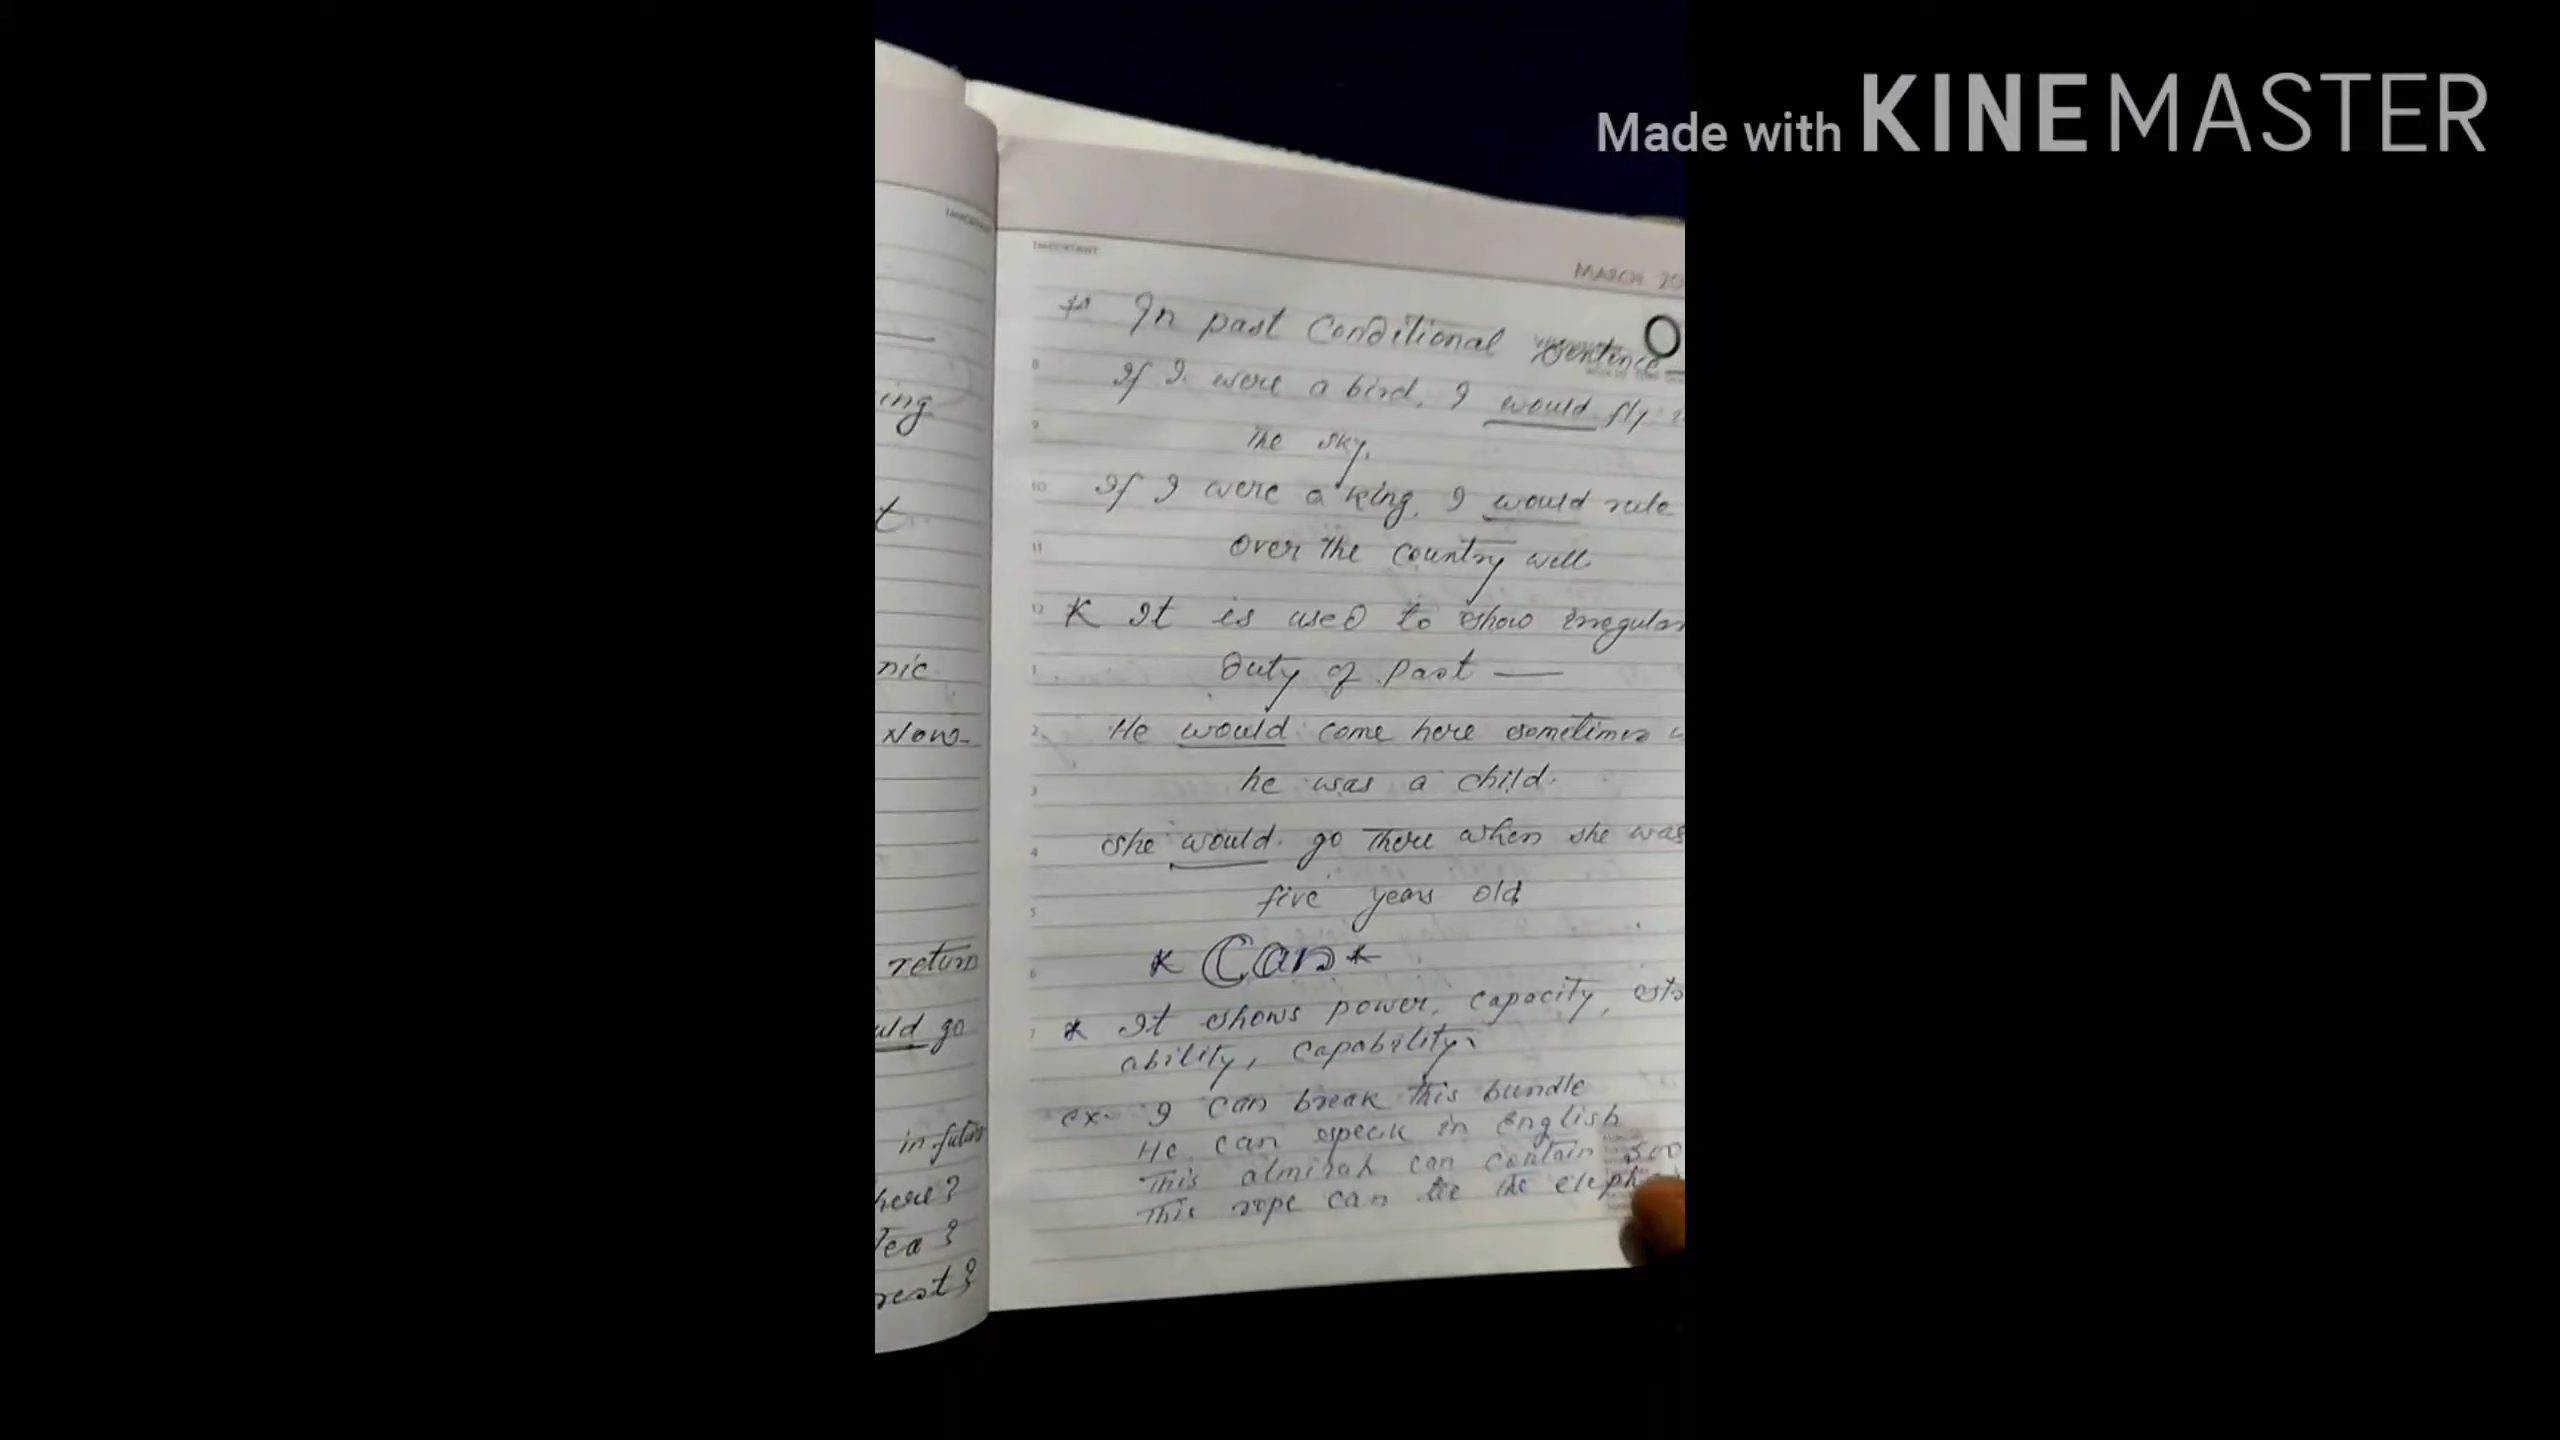 Made with KINEMASTER
ing
t
nic
Now
return
uld go
in future
here?
Tea?
rest?
IMPORTANT
MARCH 20
* In past Conditional Sentence —
If I were a bird, I would fly
the sky.
If I were a king, I would rule
over the country well
* It is used to show irregular
Duty of Past —
He would come here sometimes
he was a child.
She would go there when she was
five years old
* Can *
* It shows power, capacity,
ability, capability
ex- I can break this bundle
He can speak in English
This almirah can contain 500
This rope can tie the eleph